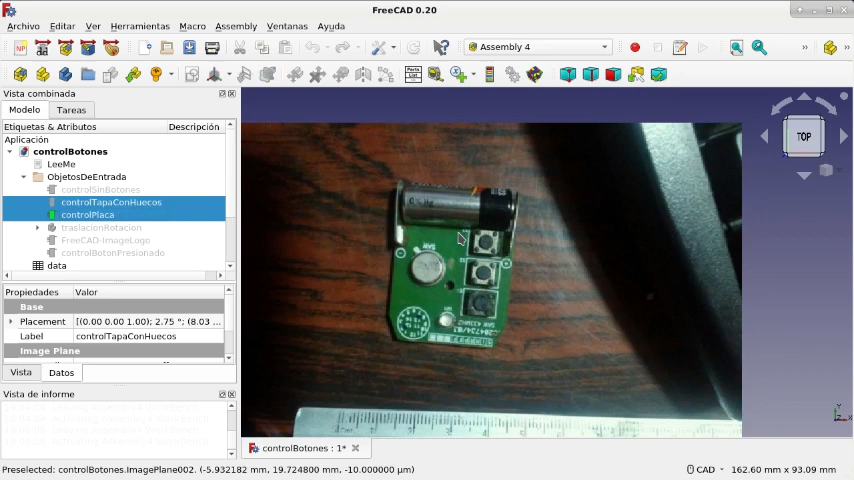 FreeCAD 0.20
Archivo Editar Ver Herramientas Macro Assembly Ventanas Ayuda
Assembly 4
Vista combinada
Modelo Tareas
Etiquetas & Atributos Descripción
Aplicación
controlBotones
LeeMe
ObjetosDeEntrada
controlSinBotones
controlTapaConHuecos
controlPlaca
traslacionRotacion
FreeCAD-ImageLogo
controlBotonPresionado
data
Propiedades Valor
Base
Placement [(0.00 0.00 1.00); 2.75 °; (8.03 ...
Label controlTapaConHuecos
Image Plane
Vista Datos
Vista de informe
TOP
controlBotones : 1*
Preselected: controlBotones.ImagePlane002. (-5.932182 mm, 19.724800 mm, -10.000000 μm)
CAD 162.60 mm x 93.09 mm